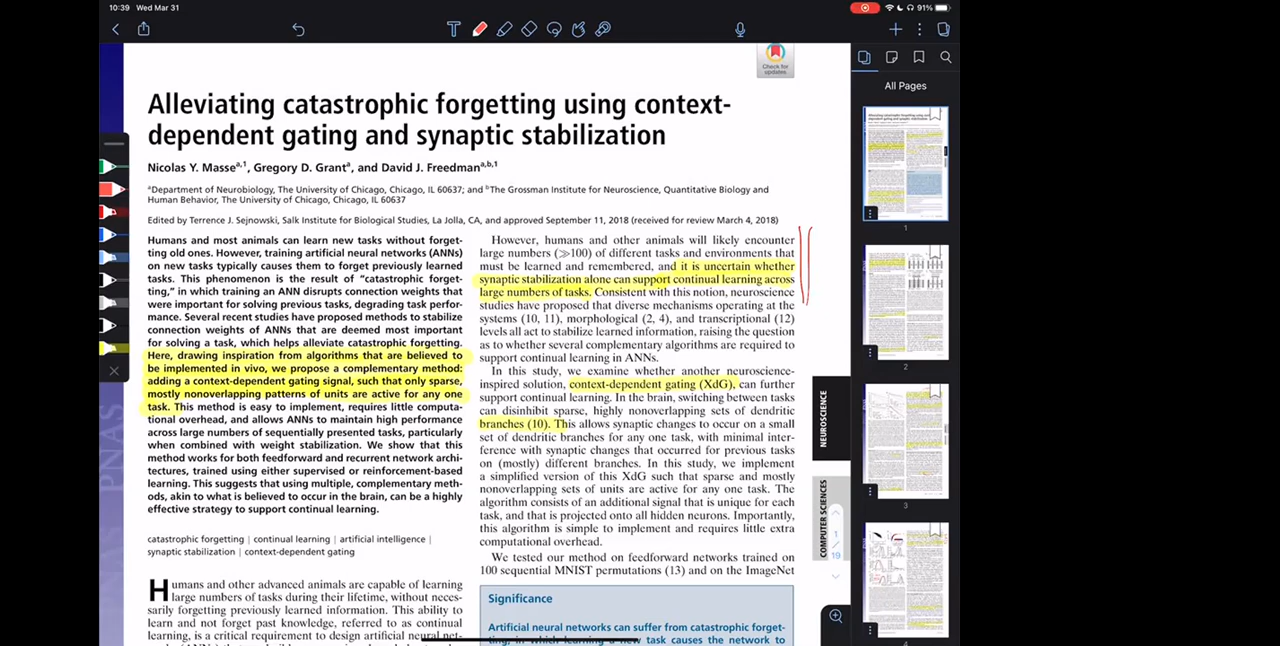 10:39 Wed Mar 31
91%
Check for
updates
All Pages
Alleviating catastrophic forgetting using context-
dependent gating and synaptic stabilization
Nicolas Y. Masse, Gregory D. Grant, and David J. Freedman
ᵃDepartment of Neurobiology, The University of Chicago, Chicago, IL 60637; and ᵇThe Grossman Institute for Neuroscience, Quantitative Biology and
Human Behavior, The University of Chicago, Chicago, IL 60637
Edited by Terrence J. Sejnowski, Salk Institute for Biological Studies, La Jolla, CA, and approved September 11, 2018 (received for review March 4, 2018)
Humans and most animals can learn new tasks without forget-
ting old ones. However, training artificial neural networks (ANNs)
on new tasks typically causes them to forget previously learned
tasks. This phenomenon is the result of "catastrophic forget-
ting," in which training an ANN disrupts connection weights that
were important for solving previous tasks, degrading task perfor-
mance. Several recent studies have proposed methods to stabilize
connection weights of ANNs that are deemed most important
for solving a task, which helps alleviate catastrophic forgetting.
Here, drawing inspiration from algorithms that are believed to
be implemented in vivo, we propose a complementary method:
adding a context-dependent gating signal, such that only sparse,
mostly nonoverlapping patterns of units are active for any one
task. This method is easy to implement, requires little computa-
tional overhead, and allows ANNs to maintain high performance
across large numbers of sequentially presented tasks, particularly
when combined with weight stabilization. We show that this
method works for both feedforward and recurrent network archi-
tectures, trained using either supervised or reinforcement-based
learning. This suggests that using multiple, complementary meth-
ods, akin to what is believed to occur in the brain, can be a highly
effective strategy to support continual learning.
catastrophic forgetting | continual learning | artificial intelligence |
synaptic stabilization | context-dependent gating
Humans and other advanced animals are capable of learning
large numbers of tasks during their lifetime, without neces-
sarily forgetting previously learned information. This ability to
learn and not forget past knowledge, referred to as continual
learning, is a critical requirement to design artificial neural net-
However, humans and other animals will likely encounter
large numbers (≫100) of different tasks and environments that
must be learned and remembered, and it is uncertain whether
synaptic stabilization alone can support continual learning across
large numbers of tasks. Consistent with this notion, neuroscience
studies have proposed that diverse mechanisms operating at the
systems (10, 11), morphological (2, 4), and transcriptional (12)
levels all act to stabilize learned information, raising the question
as to whether several complementary algorithms are required to
support continual learning in ANNs.
In this study, we examine whether another neuroscience-
inspired solution, context-dependent gating (XdG), can further
support continual learning. In the brain, switching between tasks
can disinhibit sparse, highly nonoverlapping sets of dendritic
branches (10). This allows synaptic changes to occur on a small
set of dendritic branches for any one task, with minimal inter-
ference with synaptic changes that occurred for previous tasks
on (mostly) different branches. In this study, we implement
a simplified version of this XdG such that sparse and mostly
nonoverlapping sets of units are active for any one task. The
algorithm consists of an additional signal that is unique for each
task, and that is projected onto all hidden neurons. Importantly,
this algorithm is simple to implement and requires little extra
computational overhead.
We tested our method on feedforward networks trained on
100 sequential MNIST permutations (13) and on the ImageNet
Significance
Artificial neural networks can suffer from catastrophic forget-
ting, in which learning a new task causes the network to
NEUROSCIENCE
COMPUTER SCIENCES
PNAS
1
19
1
2
3
4